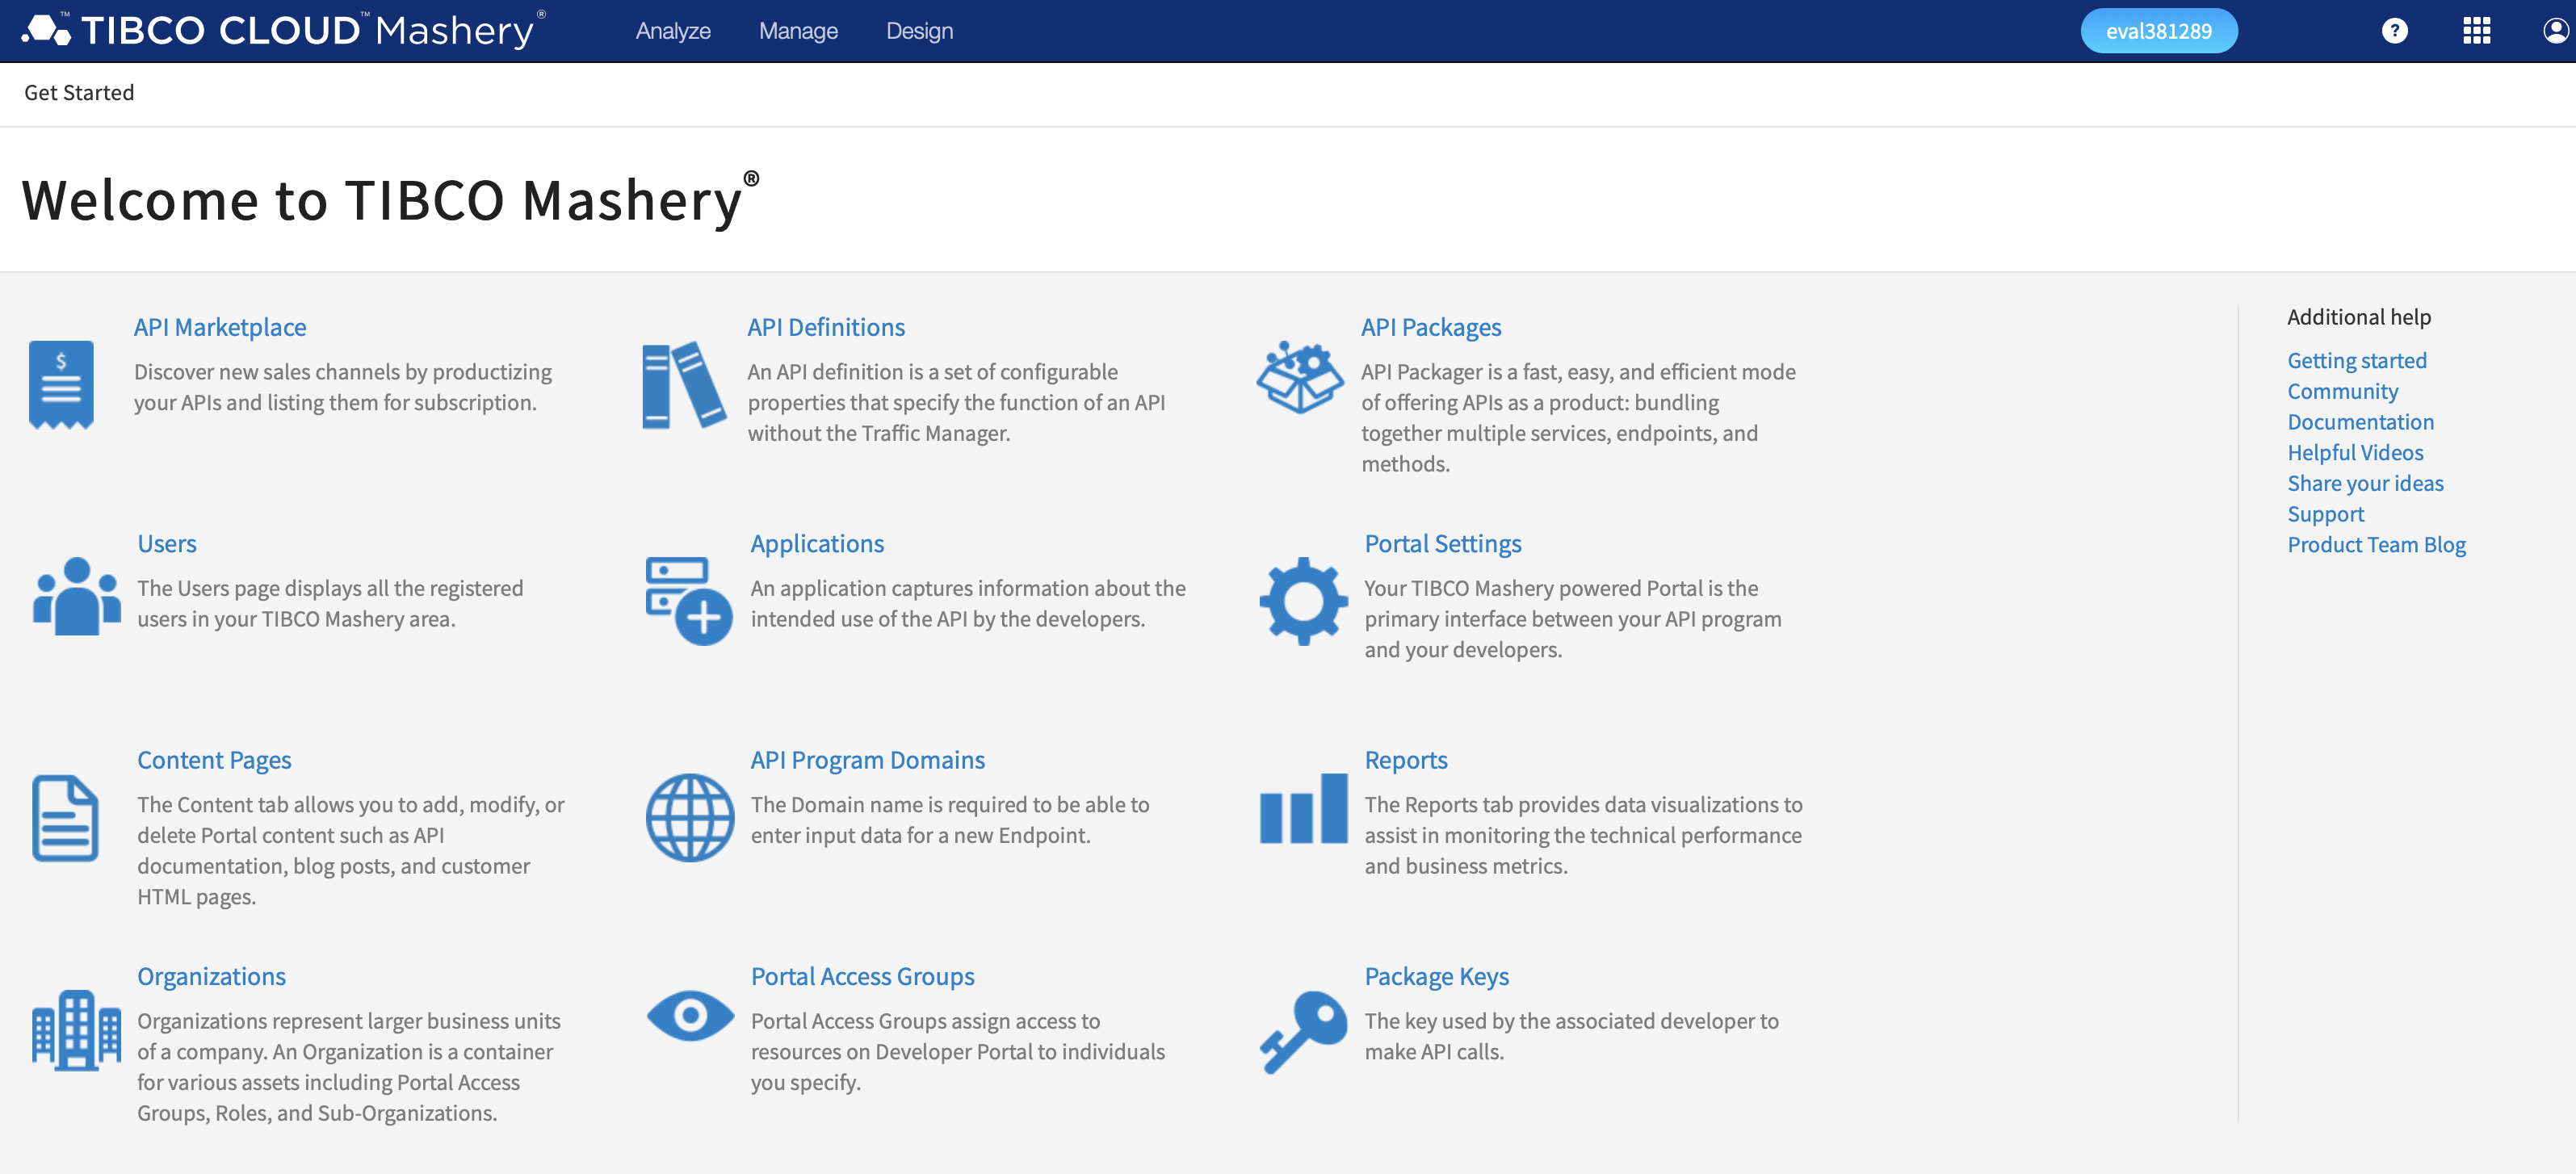 TIBCO CLOUD™ Mashery®
Analyze
Manage
Design
eval381289
?
Get Started
Welcome to TIBCO Mashery®
API Marketplace
Discover new sales channels by productizing
your APIs and listing them for subscription.
API Definitions
An API definition is a set of configurable
properties that specify the function of an API
without the Traffic Manager.
API Packages
API Packager is a fast, easy, and efficient mode
of offering APIs as a product: bundling
together multiple services, endpoints, and
methods.
Users
The Users page displays all the registered
users in your TIBCO Mashery area.
Applications
An application captures information about the
intended use of the API by the developers.
Portal Settings
Your TIBCO Mashery powered Portal is the
primary interface between your API program
and your developers.
Content Pages
The Content tab allows you to add, modify, or
delete Portal content such as API
documentation, blog posts, and customer
HTML pages.
API Program Domains
The Domain name is required to be able to
enter input data for a new Endpoint.
Reports
The Reports tab provides data visualizations to
assist in monitoring the technical performance
and business metrics.
Organizations
Organizations represent larger business units
of a company. An Organization is a container
for various assets including Portal Access
Groups, Roles, and Sub-Organizations.
Portal Access Groups
Portal Access Groups assign access to
resources on Developer Portal to individuals
you specify.
Package Keys
The key used by the associated developer to
make API calls.
Additional help
Getting started
Community
Documentation
Helpful Videos
Share your ideas
Support
Product Team Blog